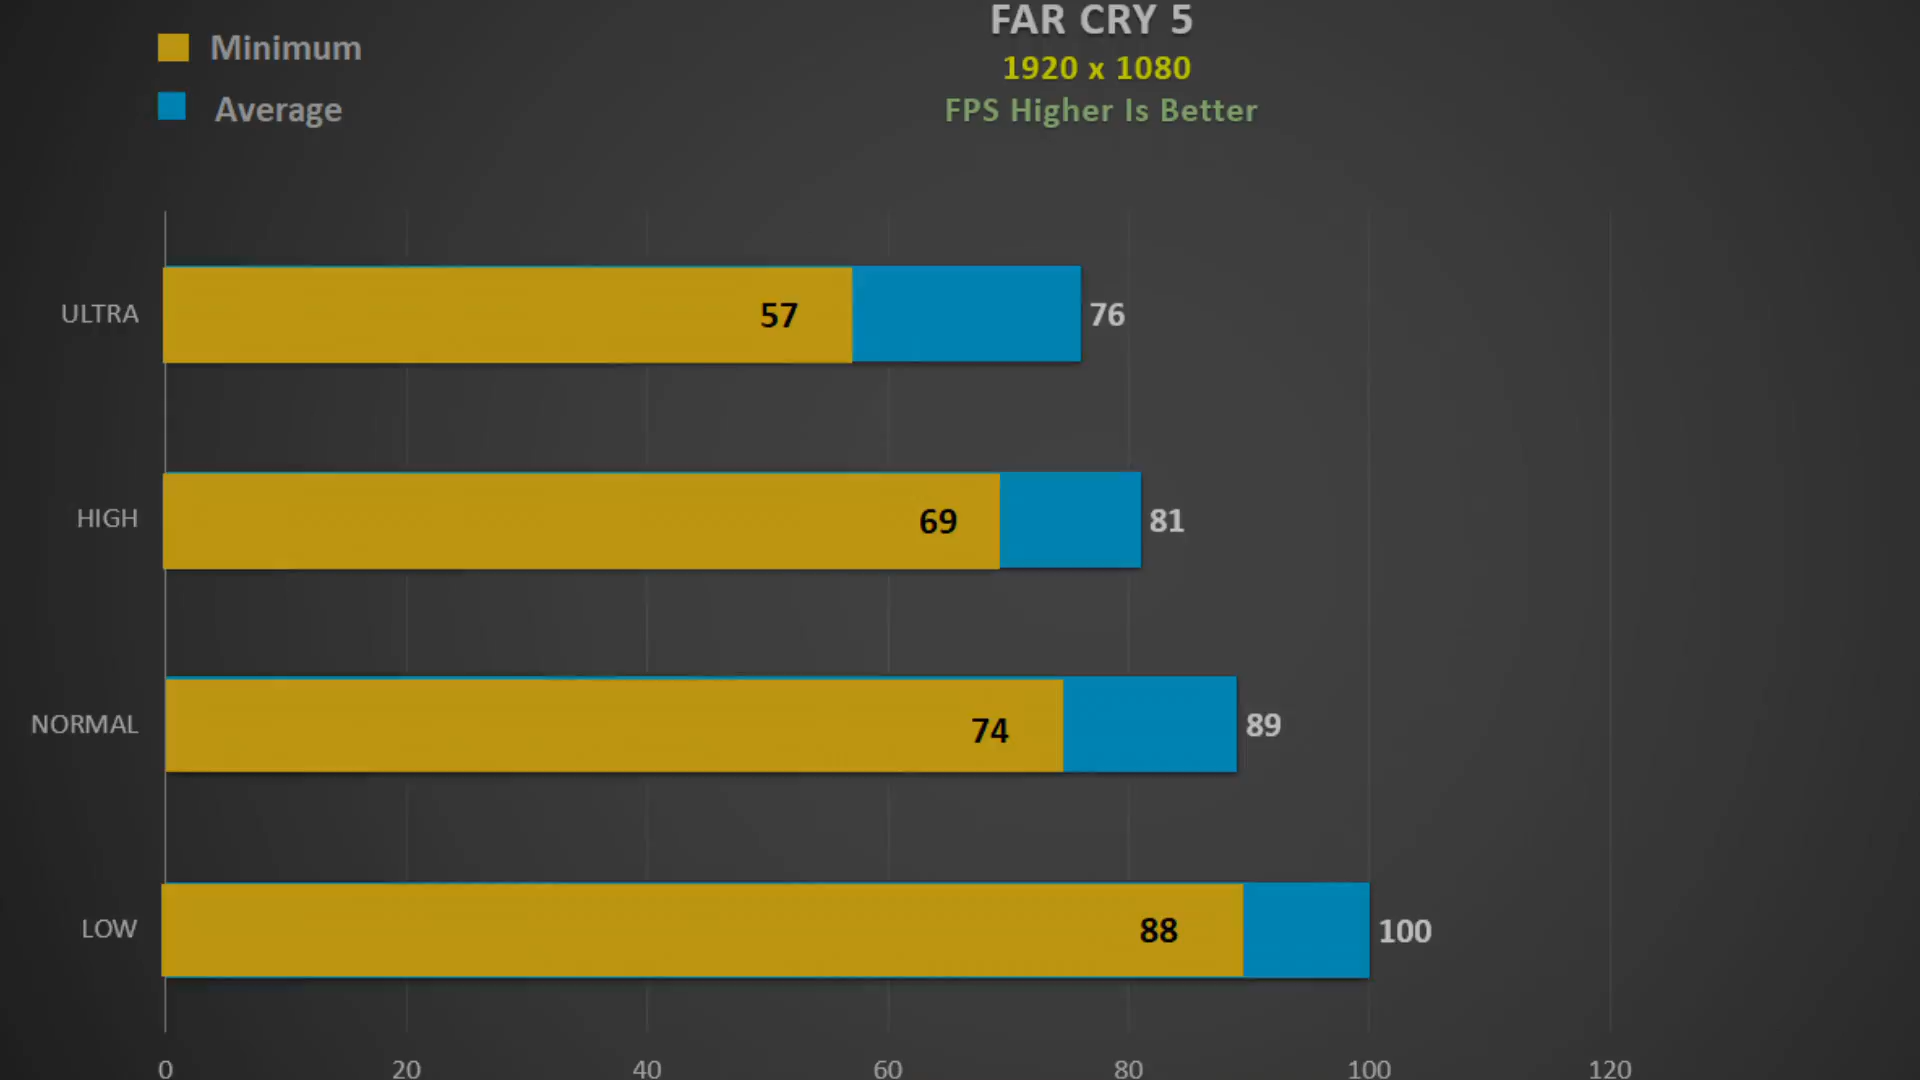 Minimum
Average
FAR CRY 5
1920 x 1080
FPS Higher Is Better
ULTRA
57
76
HIGH
69
81
NORMAL
74
89
LOW
88
100
0 20 40 60 80 100 120